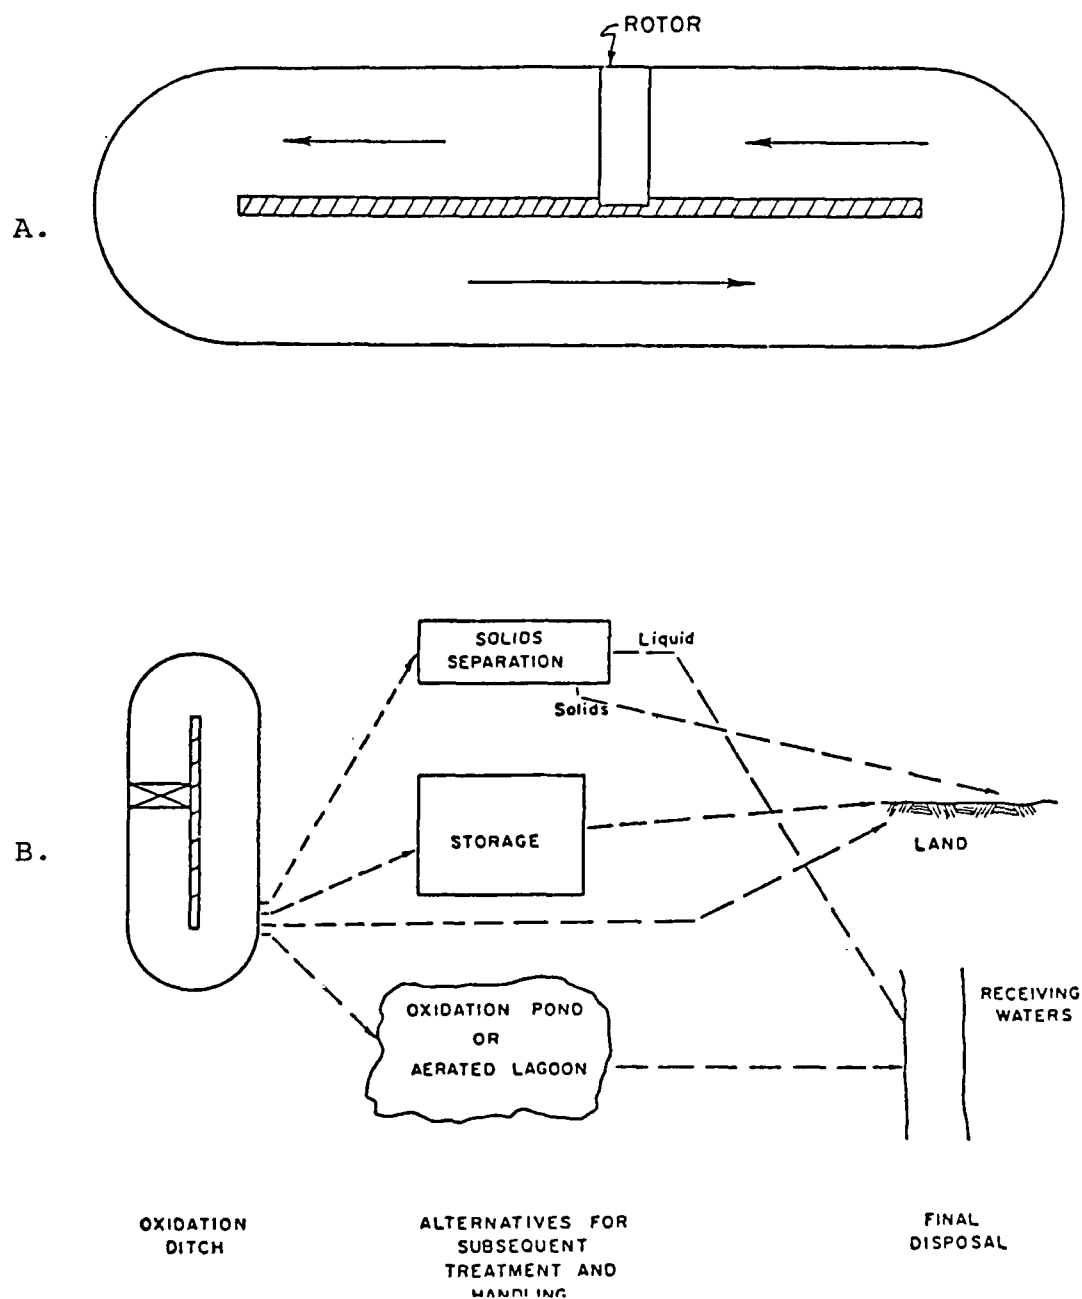 ROTOR
A.
SOLIDS
SEPARATION
Liquid
Solids
STORAGE
LAND
B.
OXIDATION POND
OR
AERATED LAGOON
RECEIVING
WATERS
OXIDATION
DITCH
ALTERNATIVES FOR
SUBSEQUENT
TREATMENT AND
HANDLING
FINAL
DISPOSAL